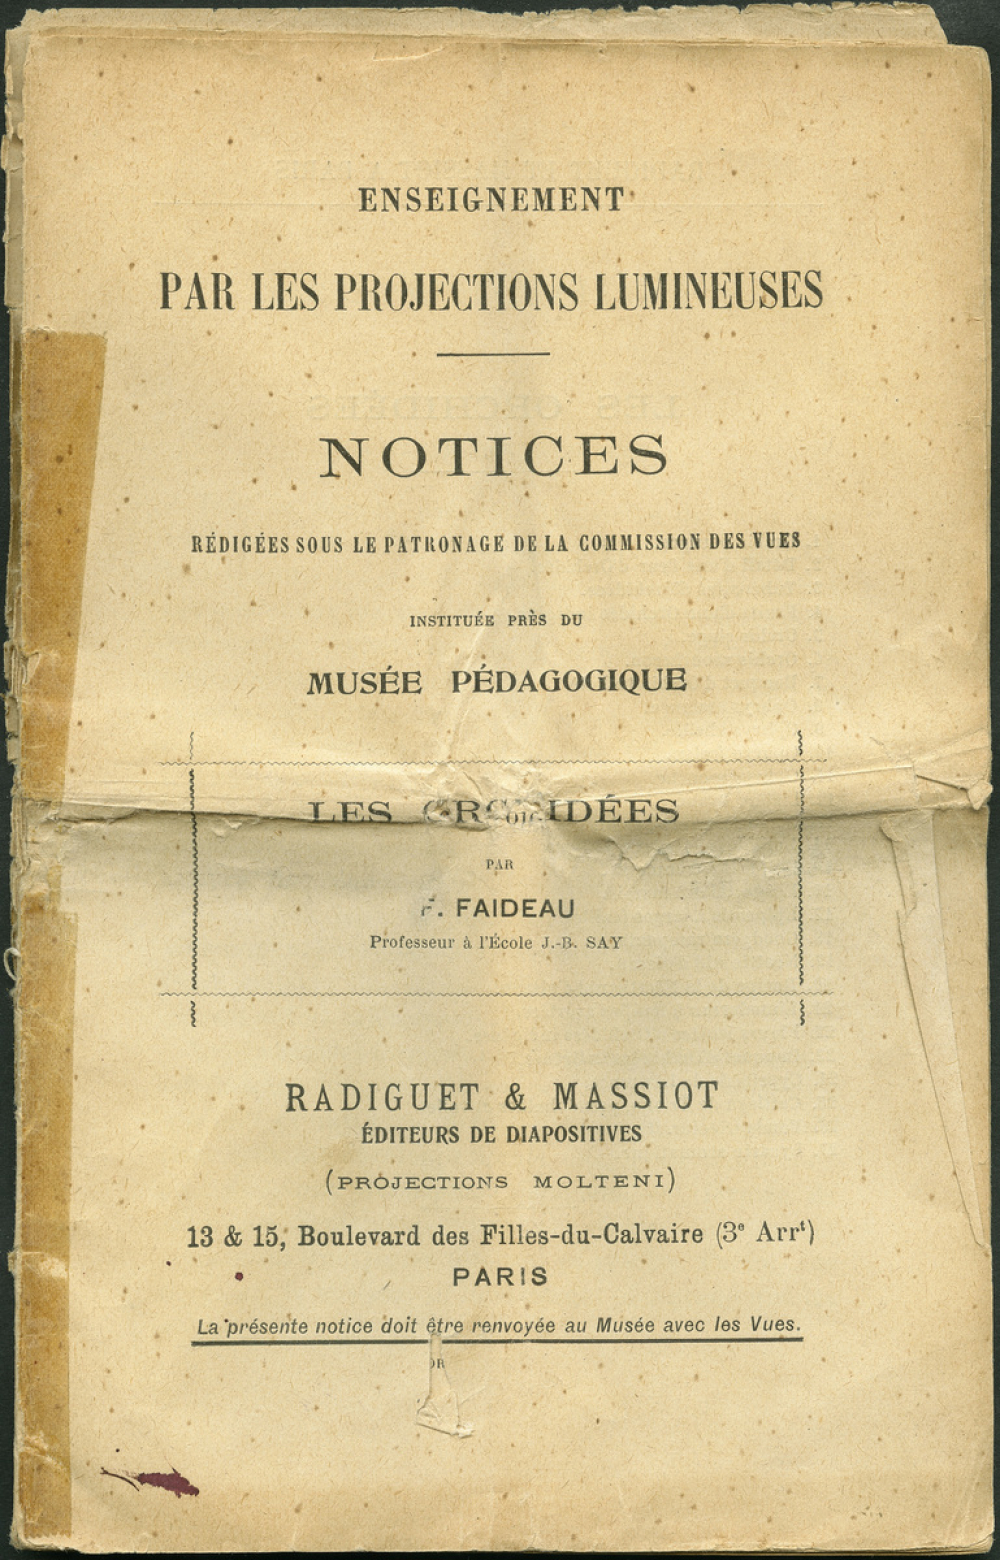 ENSEIGNEMENT
PAR LES PROJECTIONS LUMINEUSES
NOTICES
RÉDIGÉES SOUS LE PATRONAGE DE LA COMMISSION DES VUES
INSTITUÉE PRÈS DU
MUSÉE PÉDAGOGIQUE
LES ORCHIDÉES
PAR
F. FAIDEAU
Professeur à l'École J.-B. SAY
RADIGUET & MASSIOT
ÉDITEURS DE DIAPOSITIVES
(PROJECTIONS MOLTENI)
13 & 15, Boulevard des Filles-du-Calvaire (3e Arrt)
PARIS
La présente notice doit être renvoyée au Musée avec les Vues.